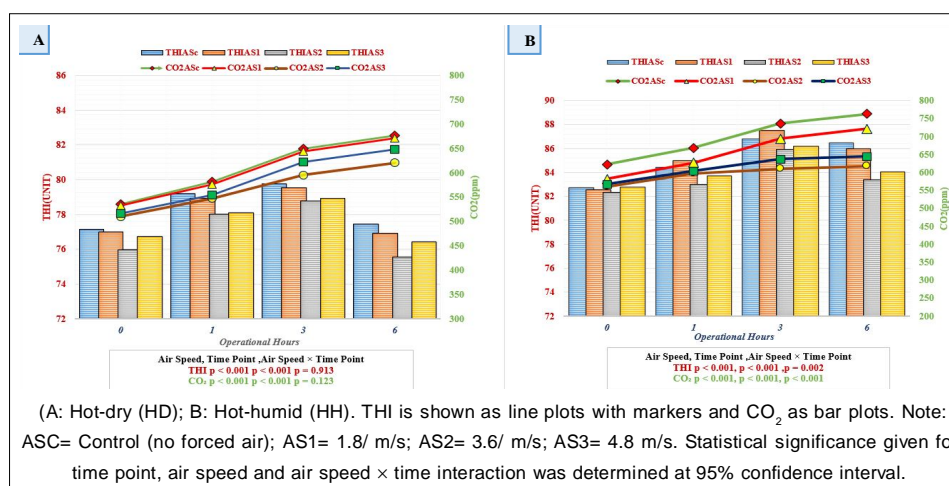 A
THIASc THIAS1 THIAS2 THIAS3
CO2ASc CO2AS1 CO2AS2 CO2AS3
THI(UNIT)
86
84
82
80
78
76
74
72
CO2(ppm)
800
750
700
650
600
550
500
450
400
350
300
0 1 3 6
Operational Hours
Air Speed, Time Point ,Air Speed × Time Point
THI p < 0.001 p < 0.001 p = 0.913
CO₂ p < 0.001 p < 0.001 p = 0.123
B
THIASc THIAS1 THIAS2 THIAS3
CO2ASc CO2AS1 CO2AS2 CO2AS3
THI(UNIT)
90
88
86
84
82
80
78
76
74
72
CO2(ppm)
800
750
700
650
600
550
500
450
400
350
300
250
200
0 1 3 6
Operational Hours
Air Speed, Time Point ,Air Speed × Time Point
THI p < 0.001, p < 0.001 ,p = 0.002
CO₂ p < 0.001, p < 0.001, p < 0.001
(A: Hot-dry (HD); B: Hot-humid (HH). THI is shown as line plots with markers and CO₂ as bar plots. Note:
ASC= Control (no forced air); AS1= 1.8/ m/s; AS2= 3.6/ m/s; AS3= 4.8 m/s. Statistical significance given fo
time point, air speed and air speed × time interaction was determined at 95% confidence interval.